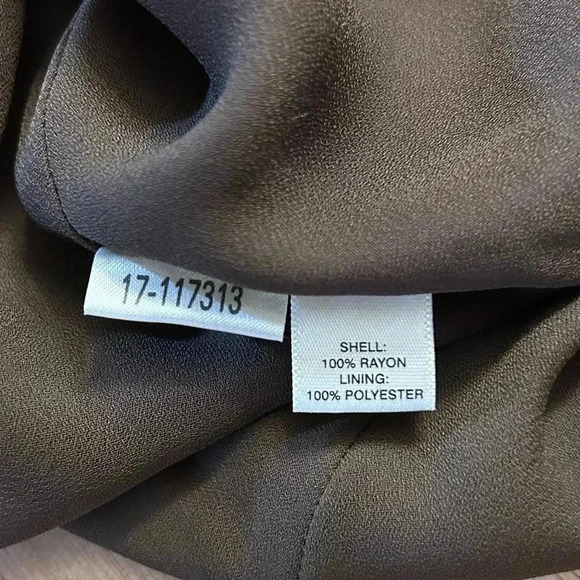 17-117313
SHELL:
100% RAYON
LINING:
100% POLYESTER